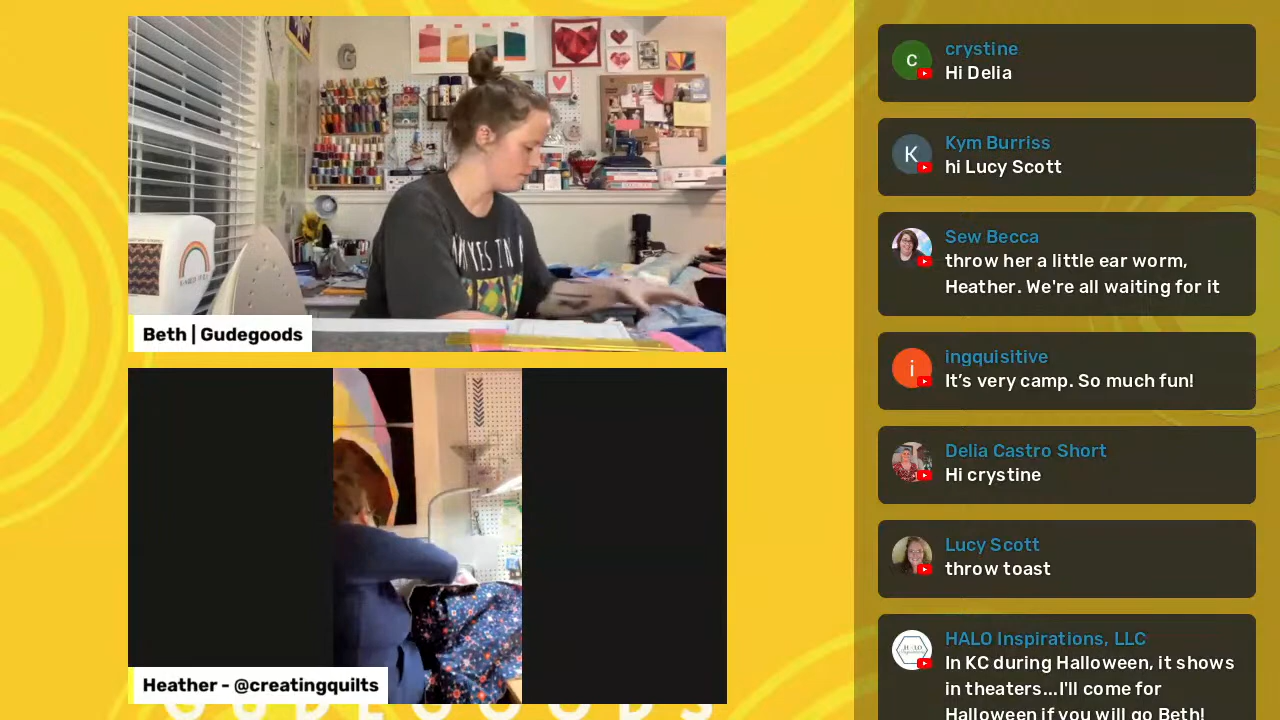 YES IN
Beth | Gudegoods
Heather - @creatingquilts
GUDEGOODS
crystine
Hi Delia
Kym Burriss
hi Lucy Scott
Sew Becca
throw her a little ear worm,
Heather. We're all waiting for it
ingquisitive
It’s very camp. So much fun!
Delia Castro Short
Hi crystine
Lucy Scott
throw toast
HALO Inspirations, LLC
In KC during Halloween, it shows
in theaters...I'll come for
Halloween if you will go Beth!